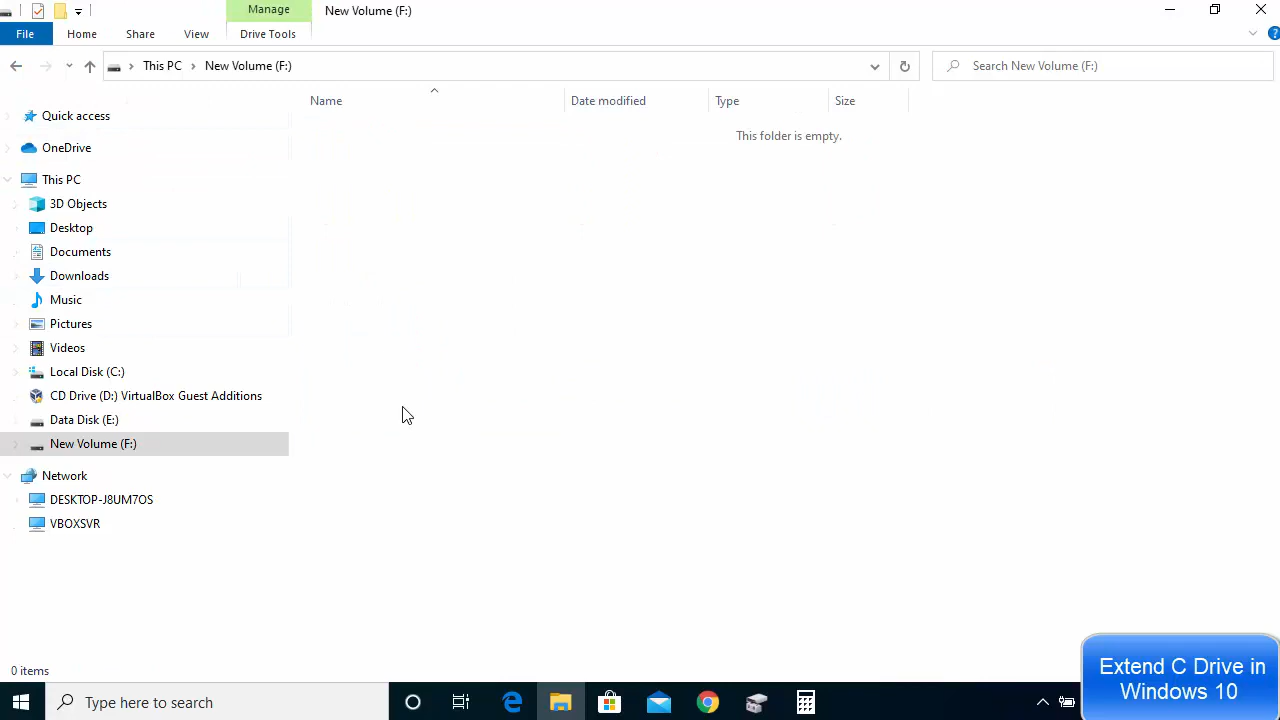 Manage
New Volume (F:)
File
Home
Share
View
Drive Tools
This PC
New Volume (F:)
Search New Volume (F:)
Name
Date modified
Type
Size
This folder is empty.
Quick access
OneDrive
This PC
3D Objects
Desktop
Documents
Downloads
Music
Pictures
Videos
Local Disk (C:)
CD Drive (D:) VirtualBox Guest Additions
Data Disk (E:)
New Volume (F:)
Network
DESKTOP-J8UM7OS
VBOXSVR
0 items
Extend C Drive in
Windows 10
Type here to search